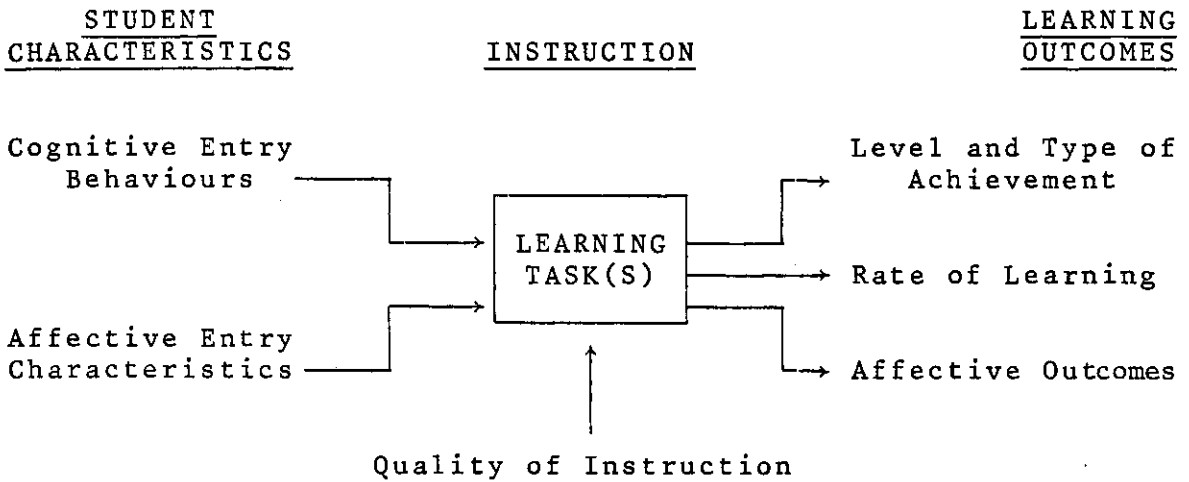 STUDENT
CHARACTERISTICS
INSTRUCTION
LEARNING
OUTCOMES
Cognitive Entry
Behaviours
Level and Type of
Achievement
LEARNING
TASK(S)
Rate of Learning
Affective Entry
Characteristics
Affective Outcomes
Quality of Instruction